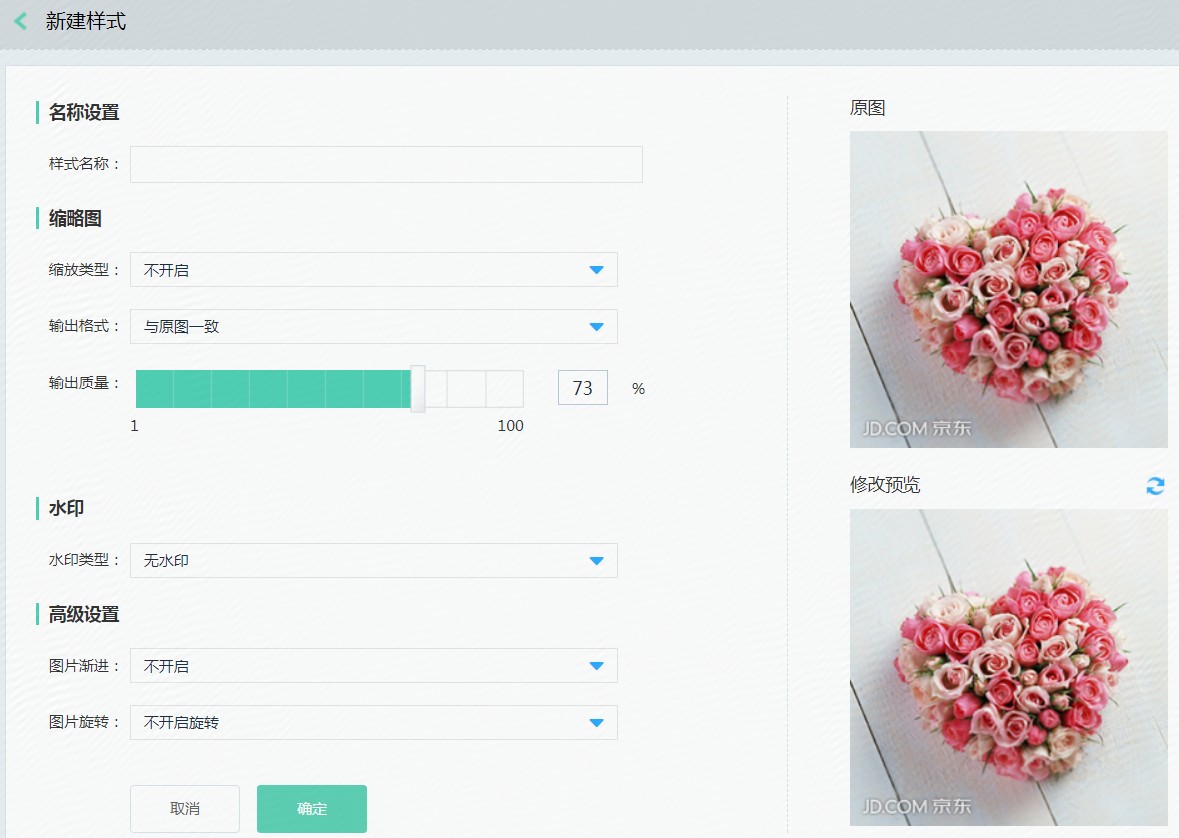 新建样式
名称设置
样式名称：
缩略图
缩放类型： 不开启
输出格式： 与原图一致
输出质量： 73 %
1 100
水印
水印类型： 无水印
高级设置
图片渐进： 不开启
图片旋转： 不开启旋转
取消 确定
原图
JD.COM 京东
修改预览
JD.COM 京东